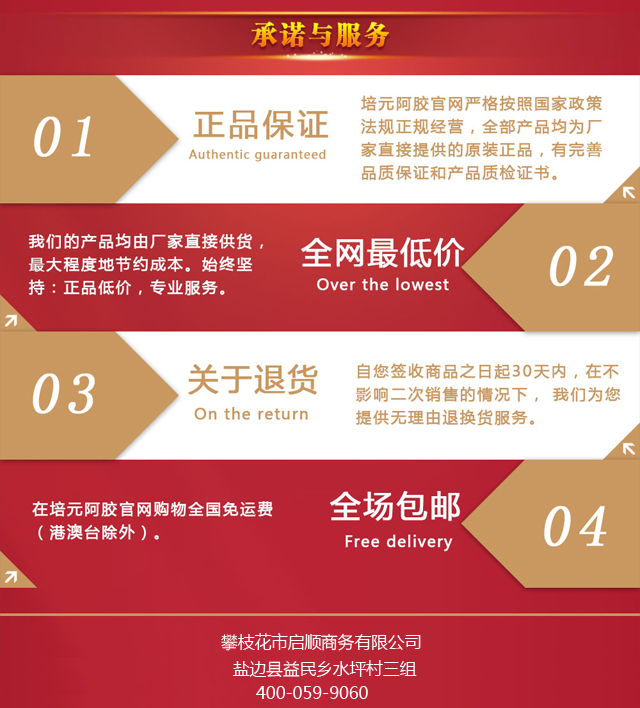 承诺与服务
01
正品保证
Authentic guaranteed
培元阿胶官网严格按照国家政策
法规正规经营，全部产品均为厂
家直接提供的原装正品，有完善
品质保证和产品质检证书。
我们的产品均由厂家直接供货，
最大程度地节约成本。始终坚
持：正品低价，专业服务。
全网最低价
Over the lowest
02
03
关于退货
On the return
自您签收商品之日起30天内，在不
影响二次销售的情况下， 我们为您
提供无理由退换货服务。
在培元阿胶官网购物全国免运费
（港澳台除外）。
全场包邮
Free delivery
04
攀枝花市启顺商务有限公司
盐边县益民乡水坪村三组
400-059-9060